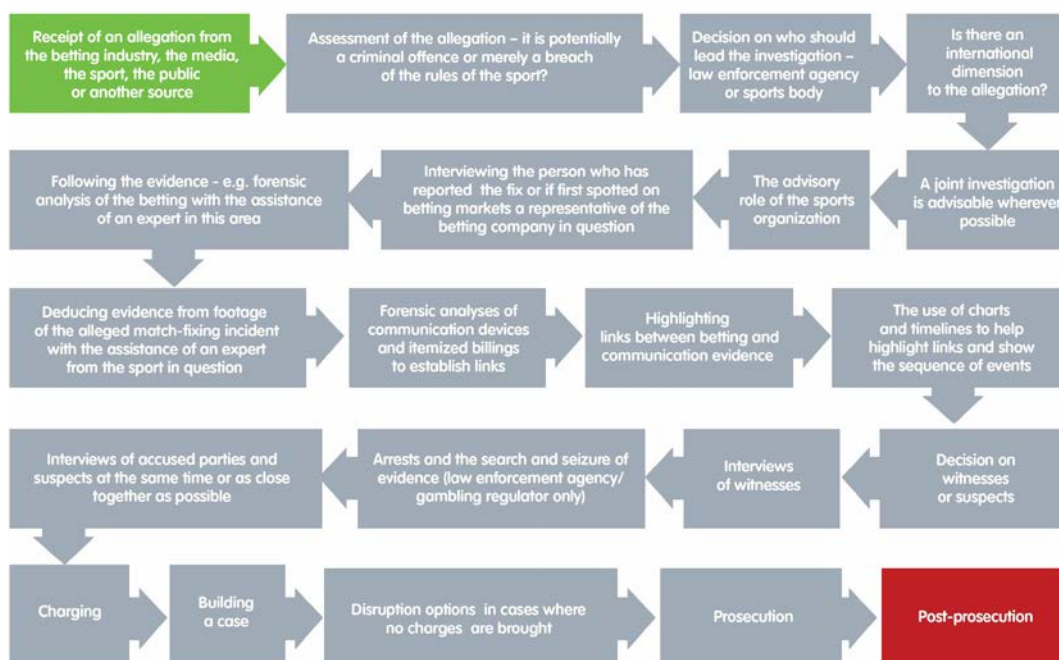 Receipt of an allegation from
the betting industry, the media,
the sport, the public
or another source
Assessment of the allegation – it is potentially
a criminal offence or merely a breach
of the rules of the sport?
Decision on who should
lead the investigation –
law enforcement agency
or sports body
Is there an
international
dimension
to the allegation?
A joint investigation
is advisable wherever
possible
The advisory
role of the sports
organization
Interviewing the person who has
reported the fix or if first spotted on
betting markets a representative of the
betting company in question
Following the evidence - e.g. forensic
analysis of the betting with the assistance
of an expert in this area
Deducing evidence from footage
of the alleged match-fixing incident
with the assistance of an expert
from the sport in question
Forensic analyses of
communication devices
and itemized billings
to establish links
Highlighting
links between betting and
communication evidence
The use of charts
and timelines to help
highlight links and show
the sequence of events
Decision on
witnesses
or suspects
Interviews
of witnesses
Arrests and the search and seizure of
evidence (law enforcement agency/
gambling regulator only)
Interviews of accused parties and
suspects at the same time or as close
together as possible
Charging
Building
a case
Disruption options in cases where
no charges are brought
Prosecution
Post-prosecution